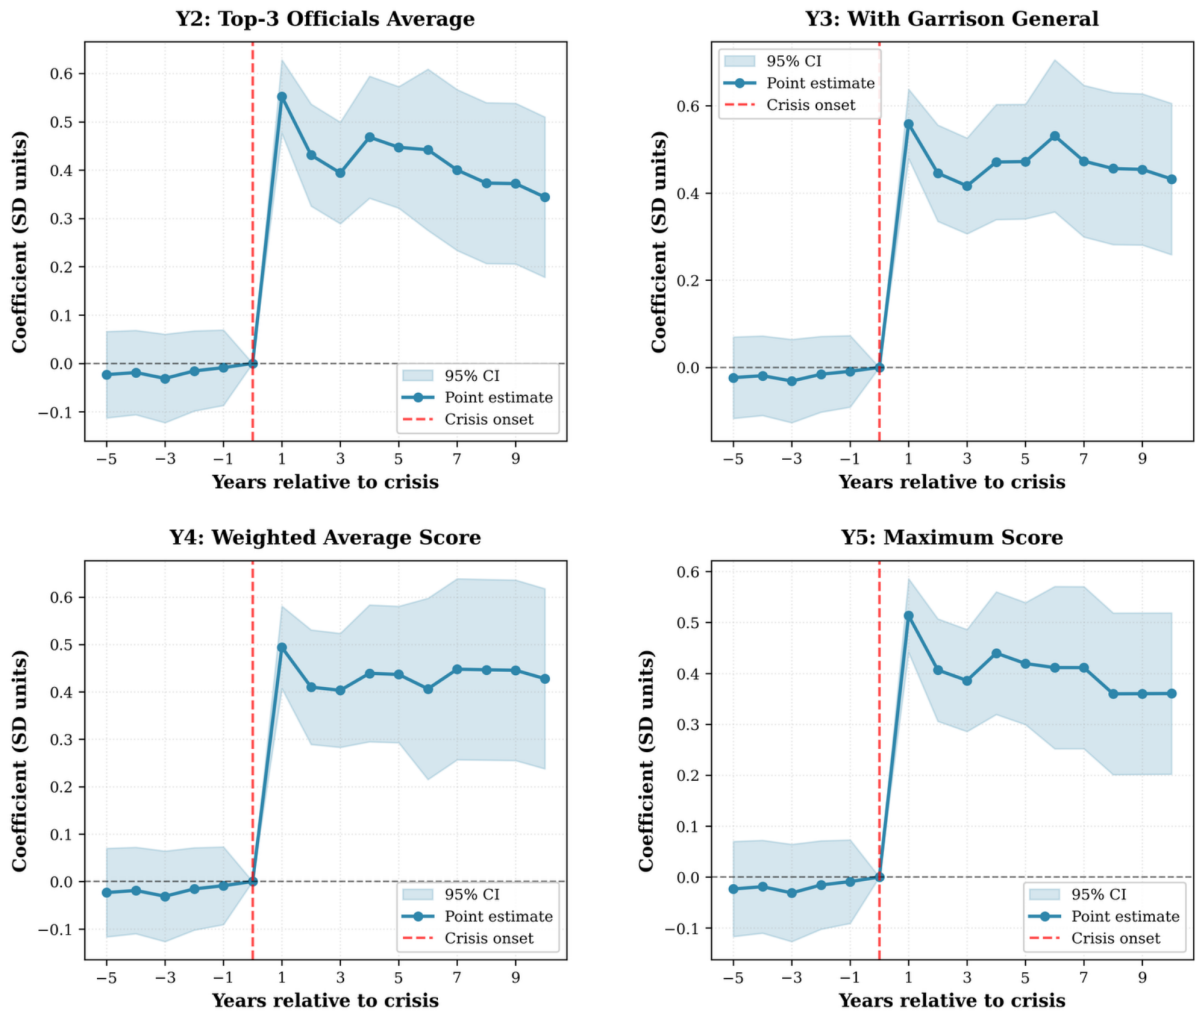 Y2: Top-3 Officials Average
0.6
0.5
0.4
0.3
0.2
0.1
0.0
−0.1
Coefficient (SD units)
95% CI
Point estimate
Crisis onset
−5 −3 −1 1 3 5 7 9
Years relative to crisis
Y3: With Garrison General
95% CI
Point estimate
Crisis onset
0.6
0.4
0.2
0.0
Coefficient (SD units)
−5 −3 −1 1 3 5 7 9
Years relative to crisis
Y4: Weighted Average Score
0.6
0.5
0.4
0.3
0.2
0.1
0.0
−0.1
Coefficient (SD units)
95% CI
Point estimate
Crisis onset
−5 −3 −1 1 3 5 7 9
Years relative to crisis
Y5: Maximum Score
0.6
0.5
0.4
0.3
0.2
0.1
0.0
−0.1
Coefficient (SD units)
95% CI
Point estimate
Crisis onset
−5 −3 −1 1 3 5 7 9
Years relative to crisis